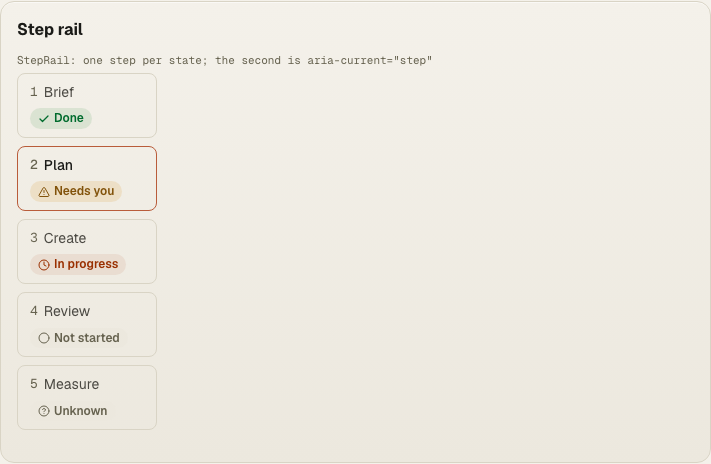 Step rail
StepRail: one step per state; the second is aria-current="step"
1 Brief
Done
2 Plan
Needs you
3 Create
In progress
4 Review
Not started
5 Measure
Unknown